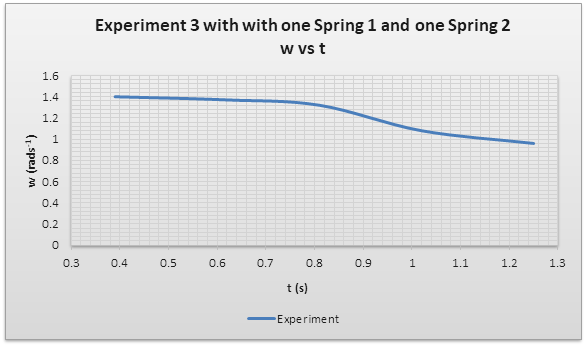 Experiment 3 with with one Spring 1 and one Spring 2
w vs t
1.6
1.4
1.2
1
0.8
0.6
0.4
0.2
0
w (rads⁻¹)
0.3 0.4 0.5 0.6 0.7 0.8 0.9 1 1.1 1.2 1.3
t (s)
Experiment